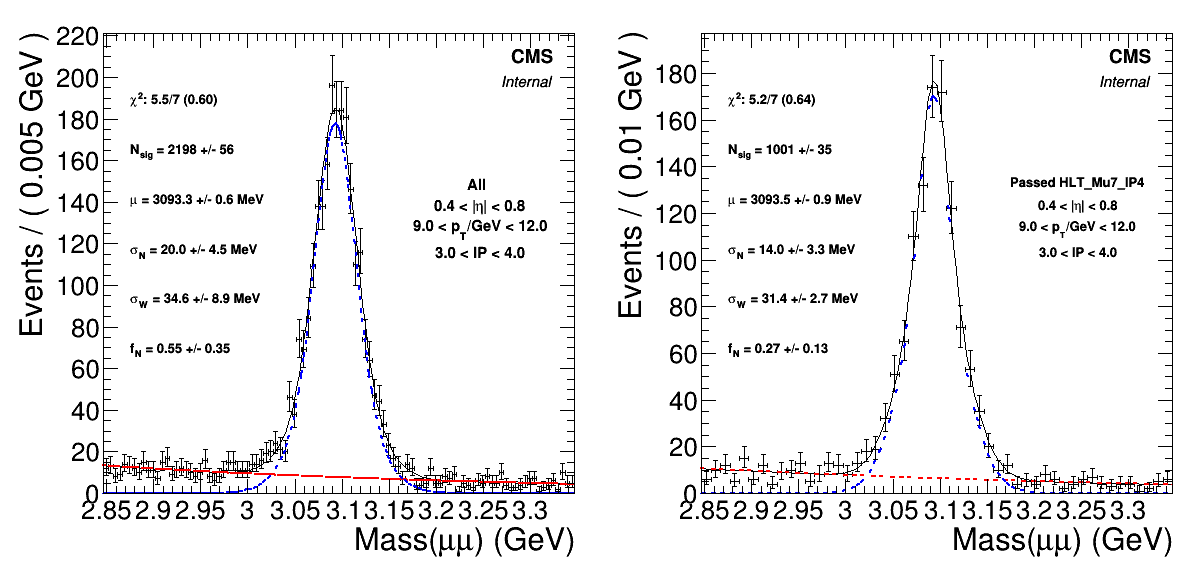 Events / ( 0.005 GeV )
220
200
180
160
140
120
100
80
60
40
20
0
CMS
Internal
χ²: 5.5/7 (0.60)
N_sig = 2198 +/- 56
μ = 3093.3 +/- 0.6 MeV
σ_N = 20.0 +/- 4.5 MeV
σ_W = 34.6 +/- 8.9 MeV
f_N = 0.55 +/- 0.35
All
0.4 < |η| < 0.8
9.0 < p_T/GeV < 12.0
3.0 < IP < 4.0
2.85 2.9 2.95 3 3.05 3.1 3.15 3.2 3.25 3.3
Mass(μμ) (GeV)
Events / ( 0.01 GeV )
180
160
140
120
100
80
60
40
20
0
CMS
Internal
χ²: 5.2/7 (0.64)
N_sig = 1001 +/- 35
μ = 3093.5 +/- 0.9 MeV
σ_N = 14.0 +/- 3.3 MeV
σ_W = 31.4 +/- 2.7 MeV
f_N = 0.27 +/- 0.13
Passed HLT_Mu7_IP4
0.4 < |η| < 0.8
9.0 < p_T/GeV < 12.0
3.0 < IP < 4.0
2.85 2.9 2.95 3 3.05 3.1 3.15 3.2 3.25 3.3
Mass(μμ) (GeV)